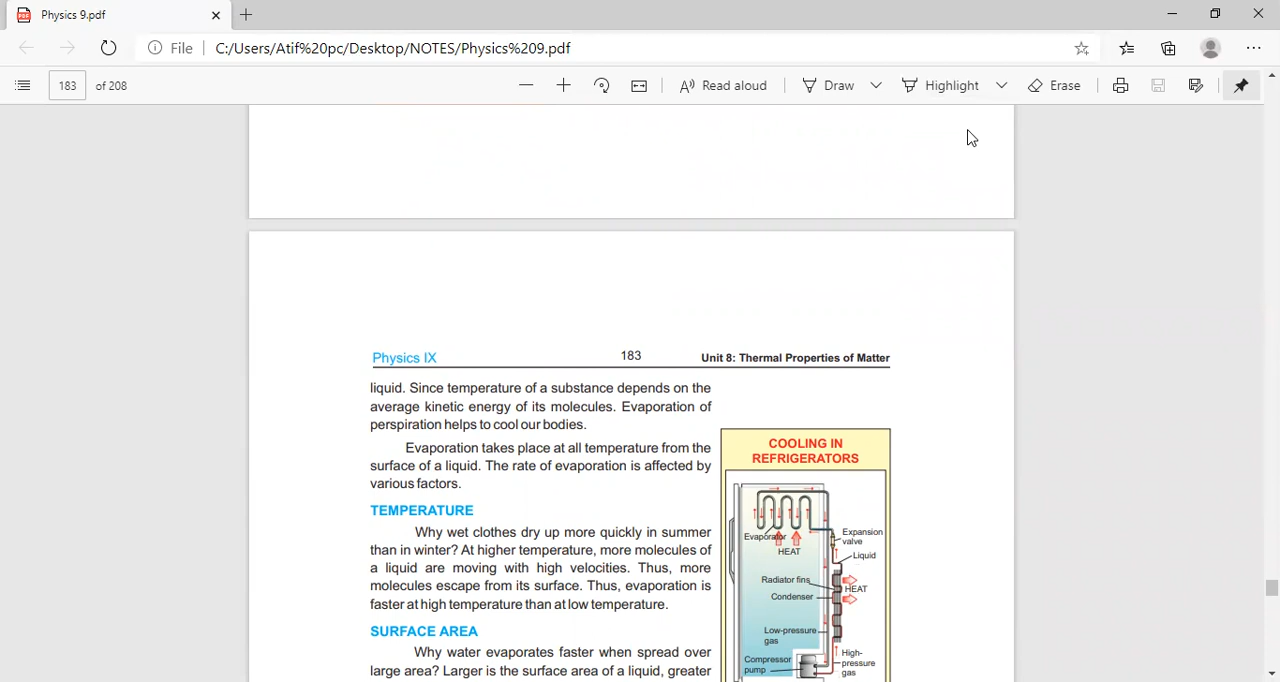 Physics 9.pdf
File
C:/Users/Atif%20pc/Desktop/NOTES/Physics%209.pdf
183 of 208
Read aloud
Draw
Highlight
Erase
Physics IX 183 Unit 8: Thermal Properties of Matter
liquid. Since temperature of a substance depends on the
average kinetic energy of its molecules. Evaporation of
perspiration helps to cool our bodies.
Evaporation takes place at all temperature from the
surface of a liquid. The rate of evaporation is affected by
various factors.
TEMPERATURE
Why wet clothes dry up more quickly in summer
than in winter? At higher temperature, more molecules of
a liquid are moving with high velocities. Thus, more
molecules escape from its surface. Thus, evaporation is
faster at high temperature than at low temperature.
SURFACE AREA
Why water evaporates faster when spread over
large area? Larger is the surface area of a liquid, greater
COOLING IN
REFRIGERATORS
Evaporator
HEAT
Expansion
valve
Liquid
Radiator fins
HEAT
Condenser
Low-pressure
gas
Compressor
pump
High-
pressure
gas